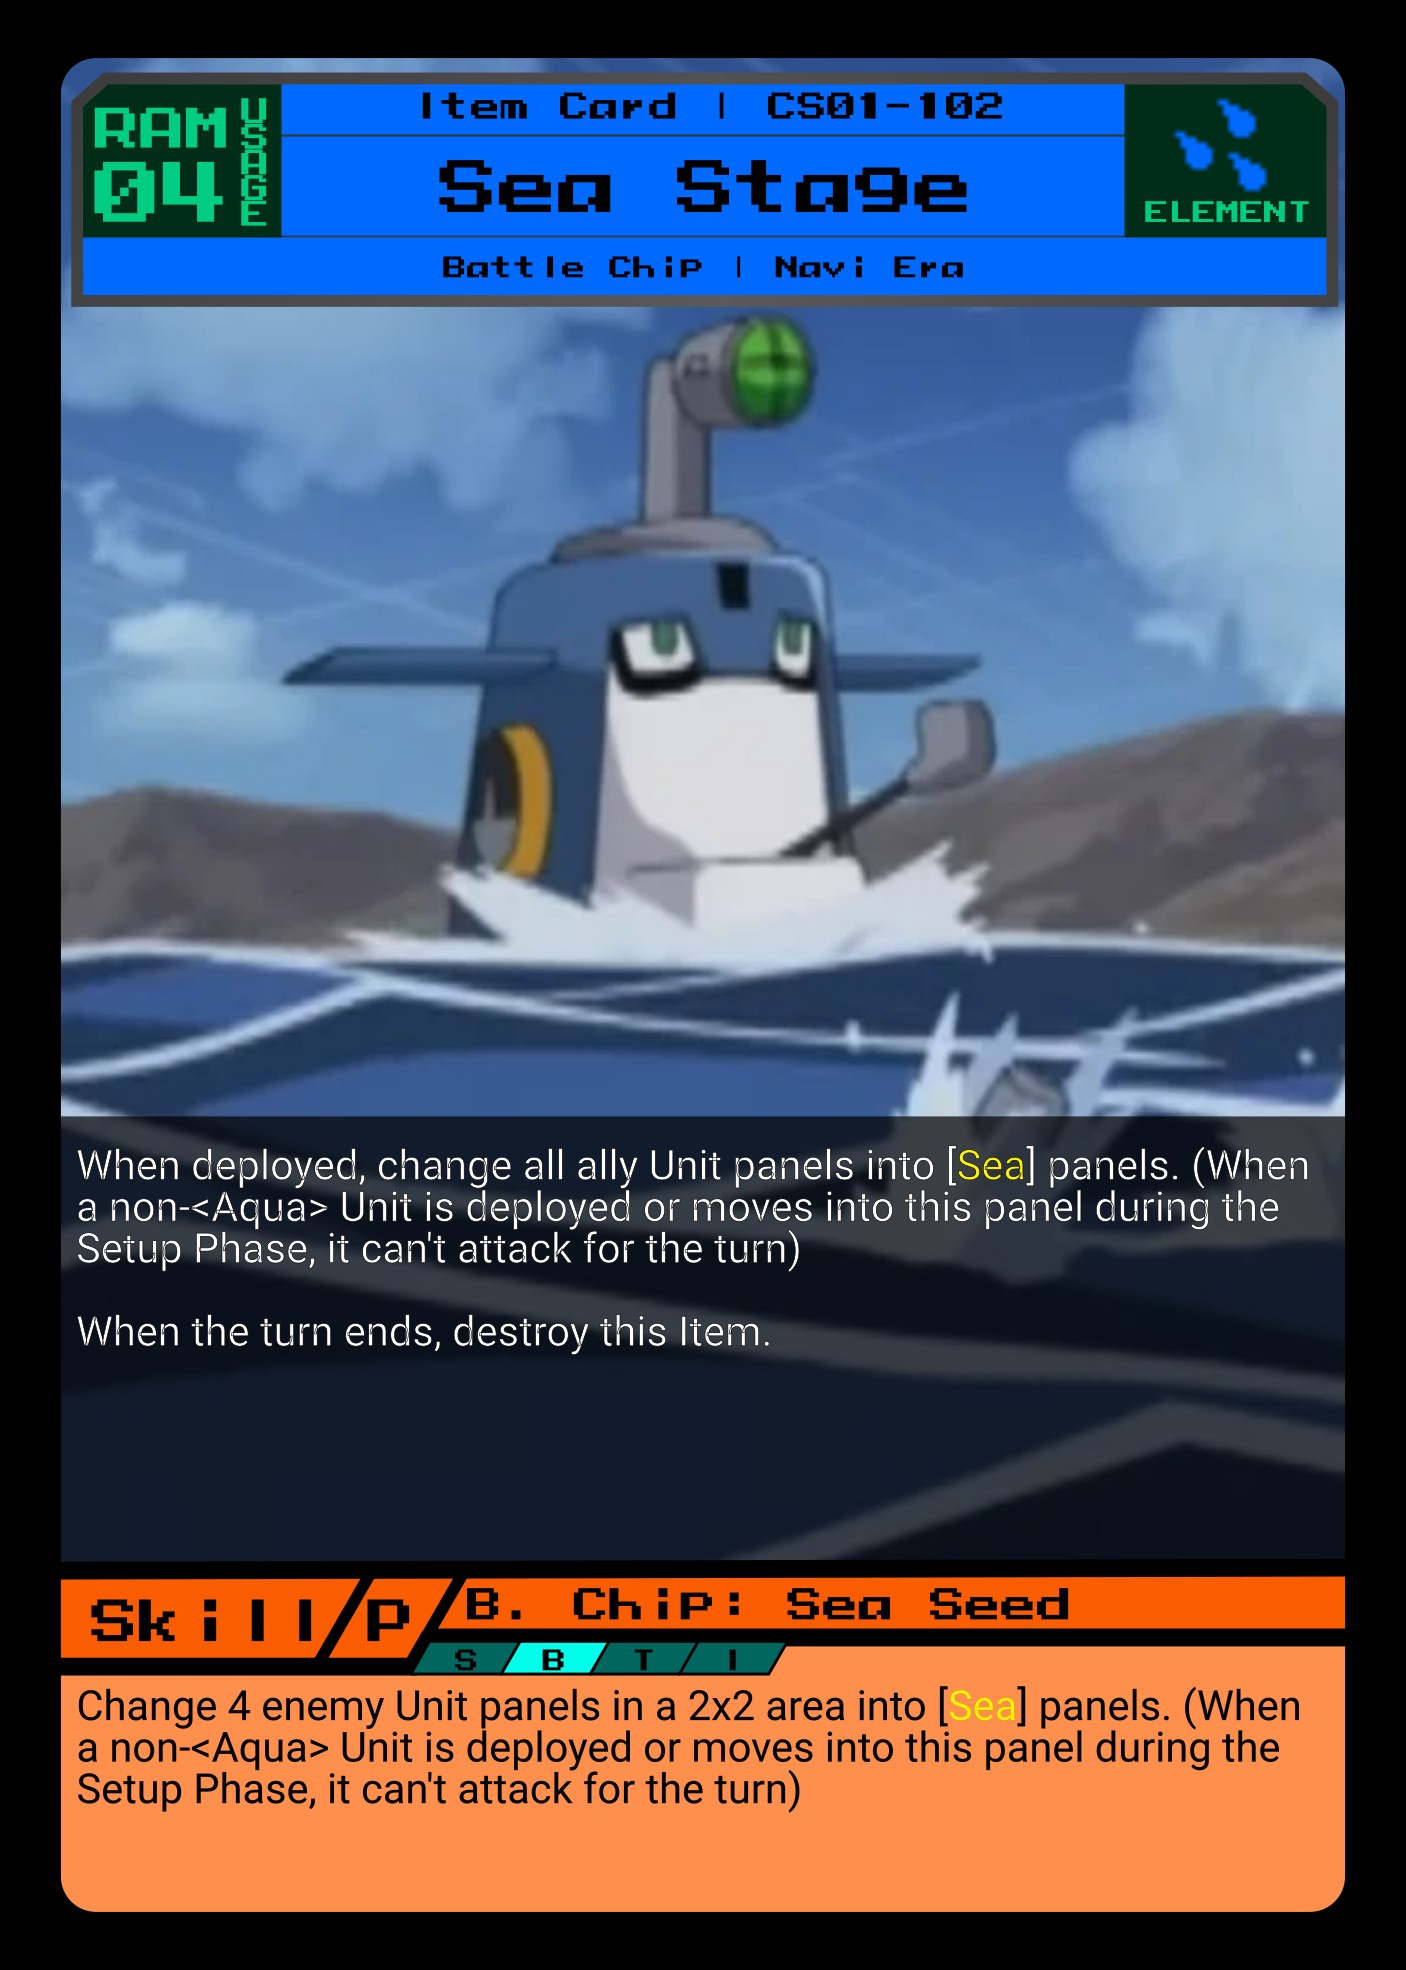 RAM
04
USAGE
Item Card | CS01-102
Sea Stage
Battle Chip | Navi Era
ELEMENT
When deployed, change all ally Unit panels into [Sea] panels. (When
a non-<Aqua> Unit is deployed or moves into this panel during the
Setup Phase, it can't attack for the turn)
When the turn ends, destroy this Item.
Skill/P/B. Chip: Sea Seed
S B T I
Change 4 enemy Unit panels in a 2x2 area into [Sea] panels. (When
a non-<Aqua> Unit is deployed or moves into this panel during the
Setup Phase, it can't attack for the turn)